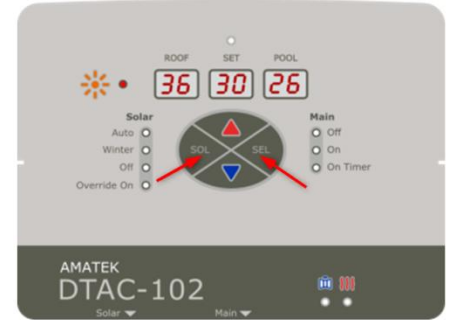 ROOF SET POOL
36 30 26
Solar Main
Auto Off
SOL SEL
Winter On
Off On Timer
Override On
AMATEK
DTAC-102
Solar Main